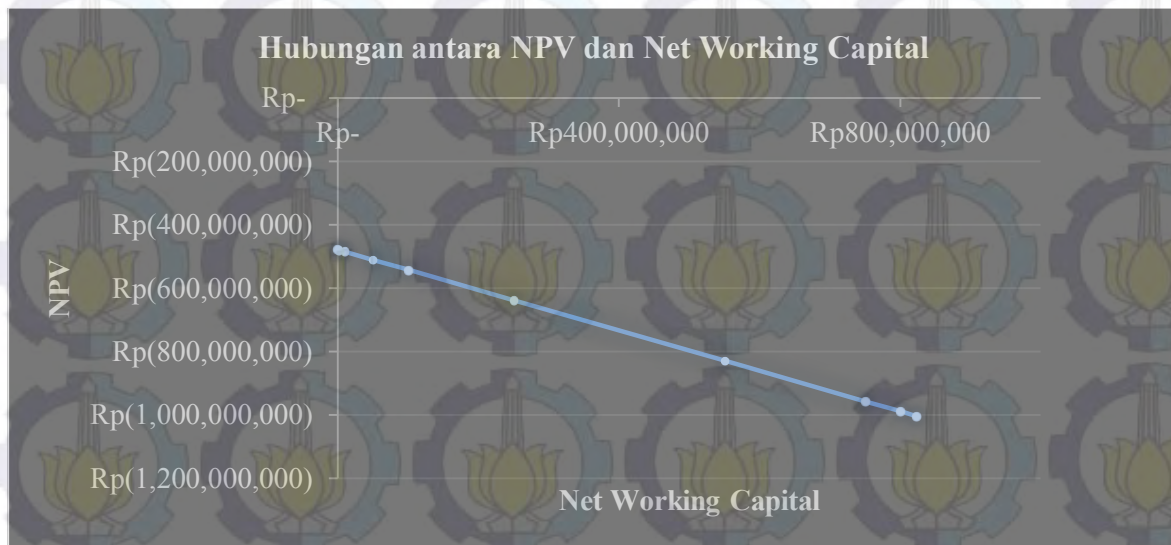 Hubungan antara NPV dan Net Working Capital
Rp-
Rp-
Rp400,000,000
Rp800,000,000
Rp(200,000,000)
Rp(400,000,000)
Rp(600,000,000)
Rp(800,000,000)
Rp(1,000,000,000)
Rp(1,200,000,000)
NPV
Net Working Capital